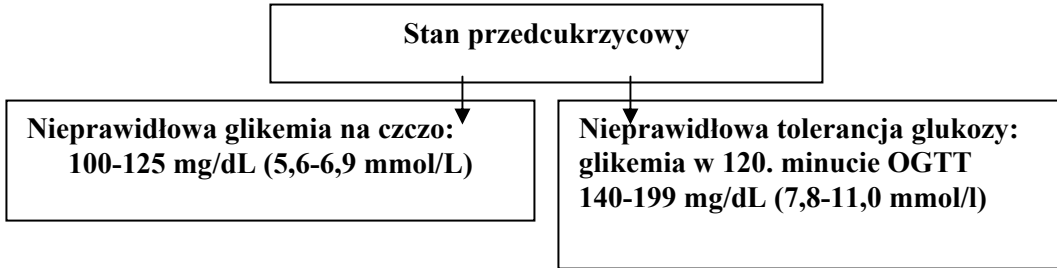 Stan przedcukrzycowy
Nieprawidłowa glikemia na czczo:
100-125 mg/dL (5,6-6,9 mmol/L)
Nieprawidłowa tolerancja glukozy:
glikemia w 120. minucie OGTT
140-199 mg/dL (7,8-11,0 mmol/l)